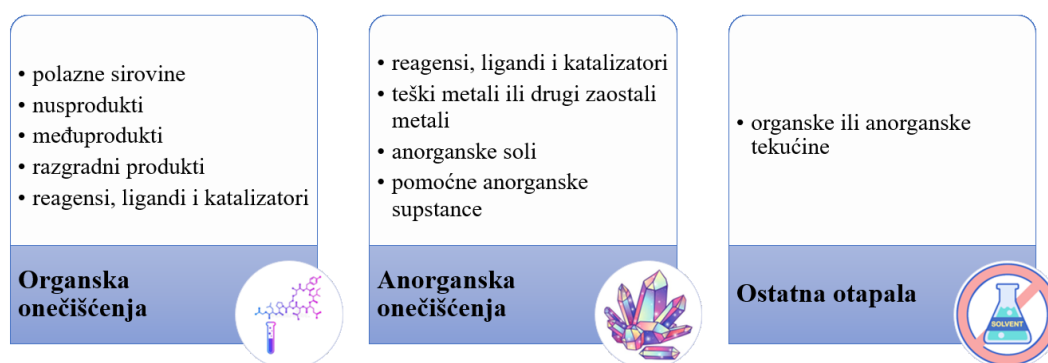 • polazne sirovine
• nusprodukti
• međuprodukti
• razgradni produkti
• reagensi, ligandi i katalizatori
Organska
onečišćenja
• reagensi, ligandi i katalizatori
• teški metali ili drugi zaostali
metali
• anorganske soli
• pomoćne anorganske
supstance
Anorganska
onečišćenja
• organske ili anorganske
tekućine
Ostatna otapala
SOLVENT